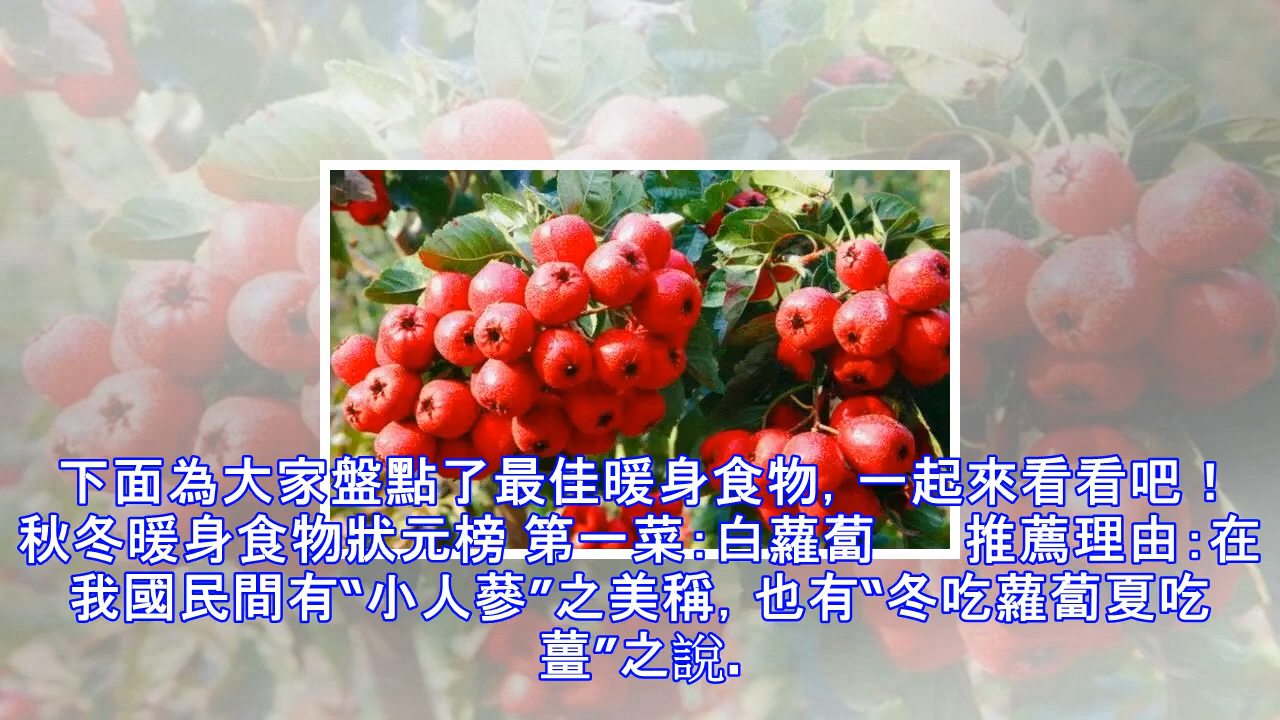 下面為大家盤點了最佳暖身食物, 一起來看看吧！
秋冬暖身食物狀元榜 第一菜:白蘿蔔　 推薦理由:在
我國民間有“小人蔘”之美稱, 也有“冬吃蘿蔔夏吃
薑”之說.